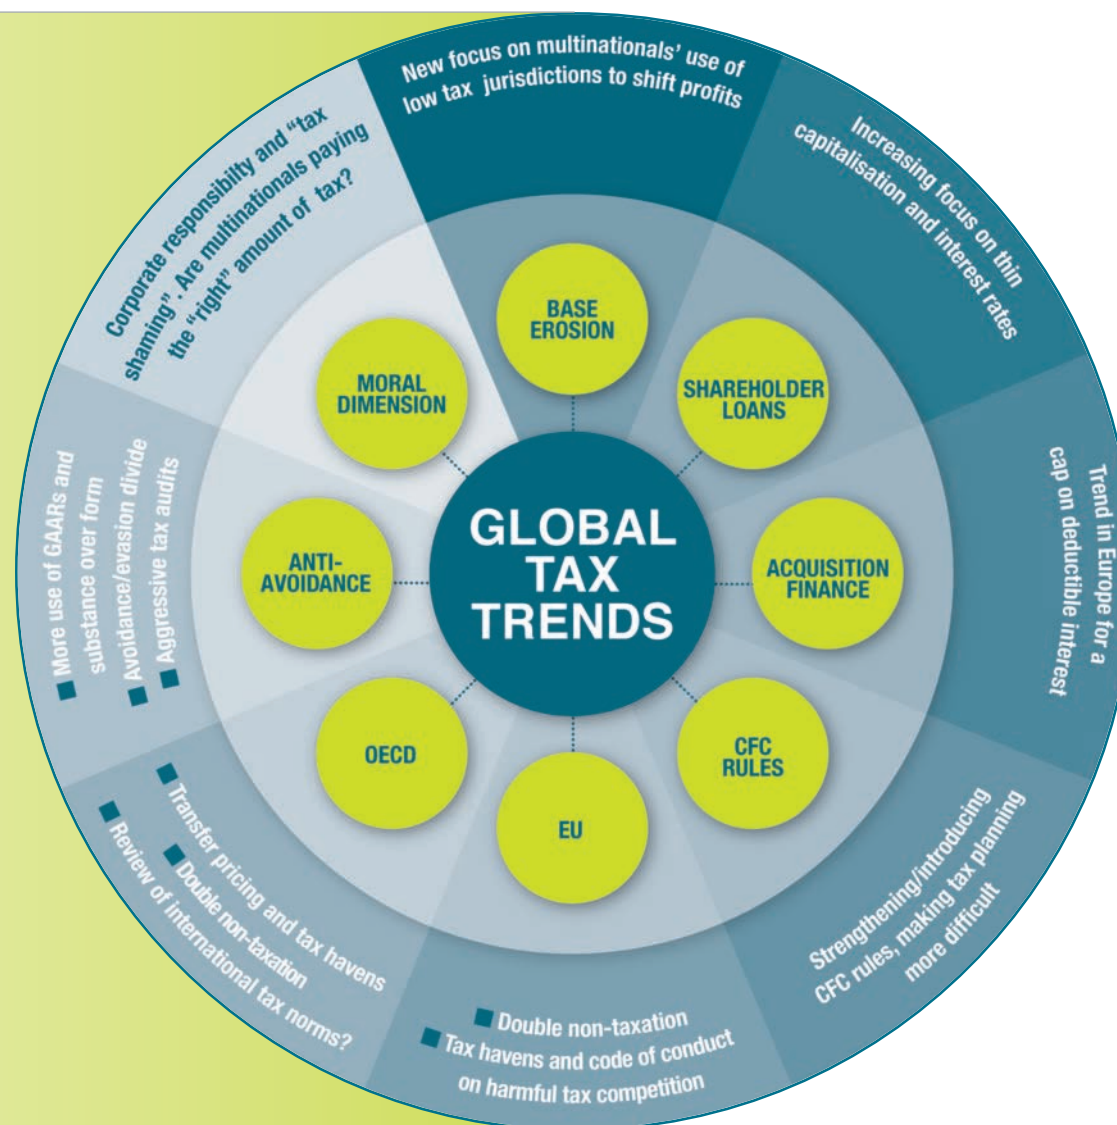 GLOBAL
TAX
TRENDS
BASE
EROSION
New focus on multinationals’ use of
low tax jurisdictions to shift profits
SHAREHOLDER
LOANS
Increasing focus on thin
capitalisation and interest rates
ACQUISITION
FINANCE
Trend in Europe for a
cap on deductible interest
CFC
RULES
Strengthening/introducing
CFC rules, making tax planning
more difficult
EU
Double non-taxation
Tax havens and code of conduct
on harmful tax competition
OECD
Transfer pricing and tax havens
Double non-taxation
Review of international tax norms?
ANTI-
AVOIDANCE
More use of GAARs and
substance over form
Avoidance/evasion divide
Aggressive tax audits
MORAL
DIMENSION
Corporate responsibilty and “tax
shaming”. Are multinationals paying
the “right” amount of tax?